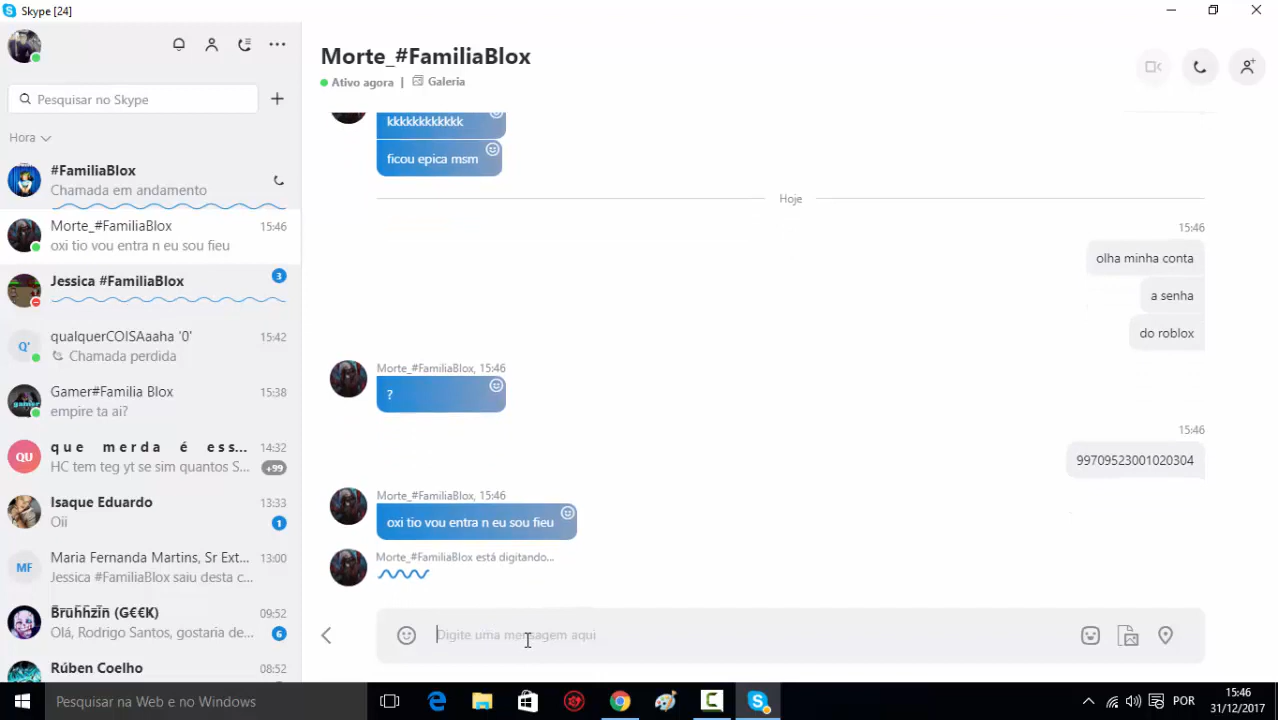 Skype [24]
Pesquisar no Skype
Hora
#FamiliaBlox
Chamada em andamento
Morte_#FamiliaBlox
15:46
oxi tio vou entra n eu sou fieu
Jessica #FamiliaBlox
3
Q'
qualquerCOISAaaha '0'
15:42
Chamada perdida
Gamer#Familia Blox
15:38
empire ta ai?
QU
q u e m e r d a é e s s...
14:32
HC tem teg yt se sim quantos S...
+99
Isaque Eduardo
13:33
Oii
1
MF
Maria Fernanda Martins, Sr Ext...
13:00
Jessica #FamiliaBlox saiu desta c...
Bruhhzin (G€€K)
09:52
Olá, Rodrigo Santos, gostaria de...
6
Rúben Coelho
08:52
Morte_#FamiliaBlox
Ativo agora | Galeria
kkkkkkkkkkkk
ficou epica msm
Hoje
15:46
olha minha conta
a senha
do roblox
Morte_#FamiliaBlox, 15:46
?
15:46
99709523001020304
Morte_#FamiliaBlox, 15:46
oxi tio vou entra n eu sou fieu
Morte_#FamiliaBlox está digitando...
Digite uma mensagem aqui
Pesquisar na Web e no Windows
POR
15:46
31/12/2017